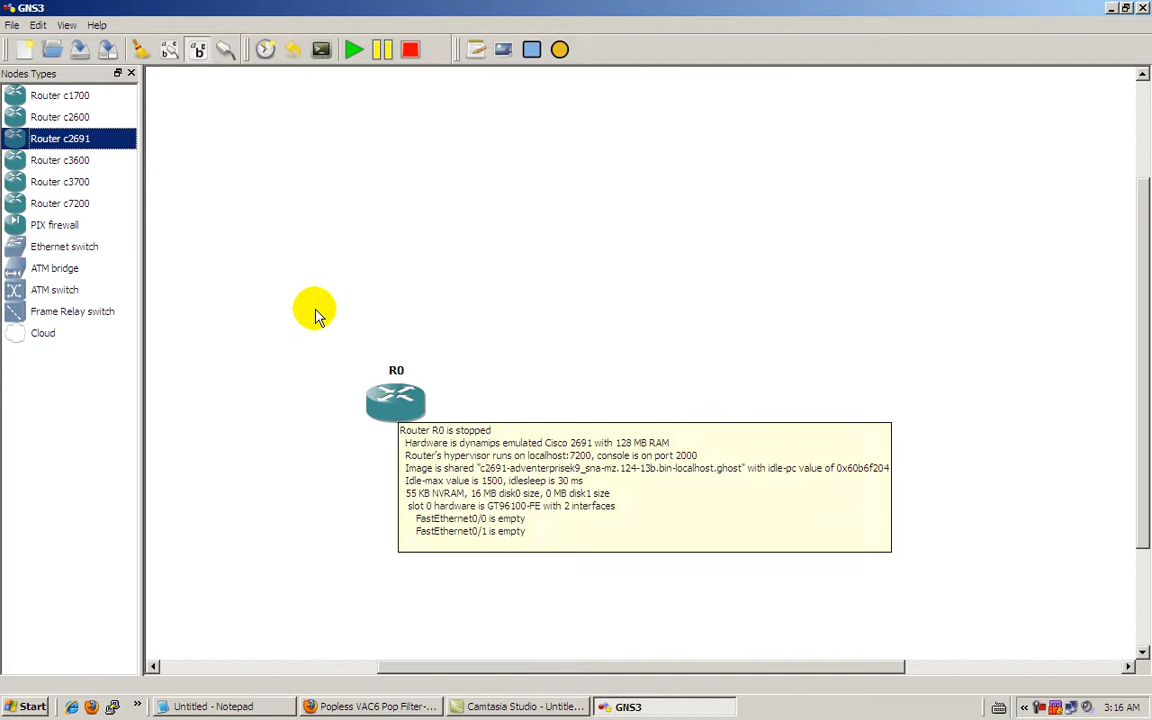 GNS3
File Edit View Help
Nodes Types
Router c1700
Router c2600
Router c2691
Router c3600
Router c3700
Router c7200
PIX firewall
Ethernet switch
ATM bridge
ATM switch
Frame Relay switch
Cloud
R0
Router R0 is stopped
Hardware is dynamips emulated Cisco 2691 with 128 MB RAM
Router's hypervisor runs on localhost:7200, console is on port 2000
Image is shared "c2691-adventerprisek9_sna-mz.124-13b.bin-localhost.ghost" with idle-pc value of 0x60b6f204
Idle-max value is 1500, idlesleep is 30 ms
55 KB NVRAM, 16 MB disk0 size, 0 MB disk1 size
slot 0 hardware is GT96100-FE with 2 interfaces
FastEthernet0/0 is empty
FastEthernet0/1 is empty
Start Untitled - Notepad Popless VAC6 Pop Filter-... Camtasia Studio - Untitle... GNS3 3:16 AM